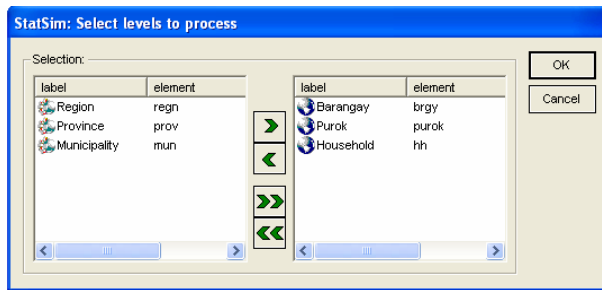 StatSim: Select levels to process
Selection:
label element
Region regn
Province prov
Municipality mun
label element
Barangay brgy
Purok purok
Household hh
OK
Cancel